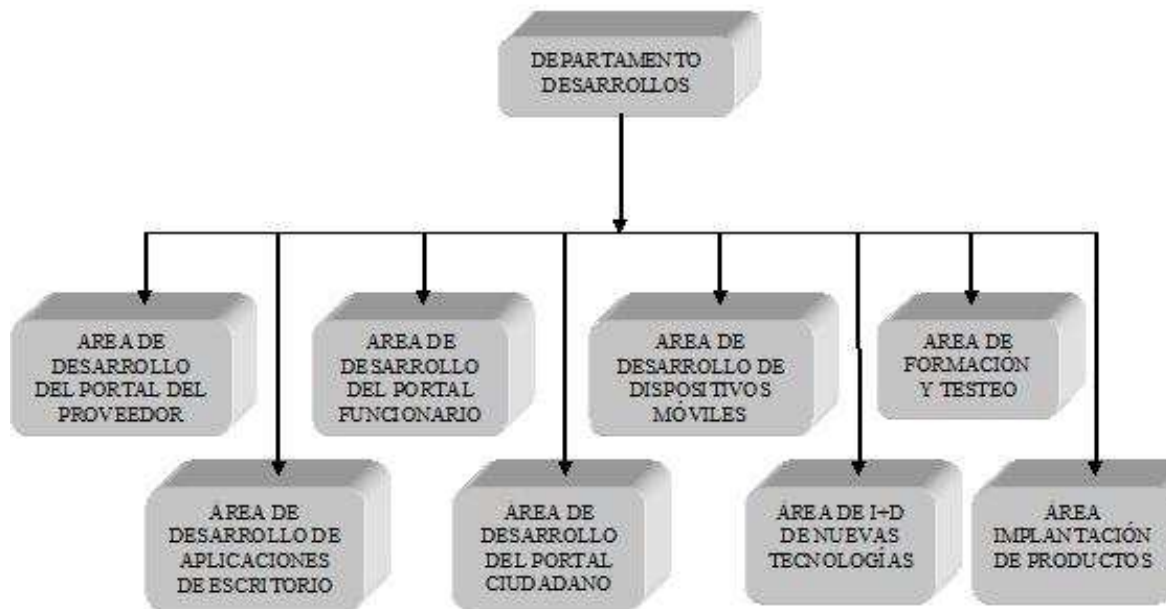 DEPARTAMENTO
DESARROLLOS
AREA DE
DESARROLLO
DEL PORTAL DEL
PROVEEDOR
AREA DE
DESARROLLO
DEL PORTAL
FUNCIONARIO
AREA DE
DESARROLLO DE
DISPOSITIVOS
MÓVILES
AREA DE
FORMACIÓN
Y TESTEO
ÁREA DE
DESARROLLO DE
APLICACIONES
DE ESCRITORIO
ÁREA DE
DESARROLLO
DEL PORTAL
CIUDADANO
ÁREA DE I+D
DE NUEVAS
TECNOLOGÍAS
ÁREA
IMPLANTACIÓN
DE PRODUCTOS